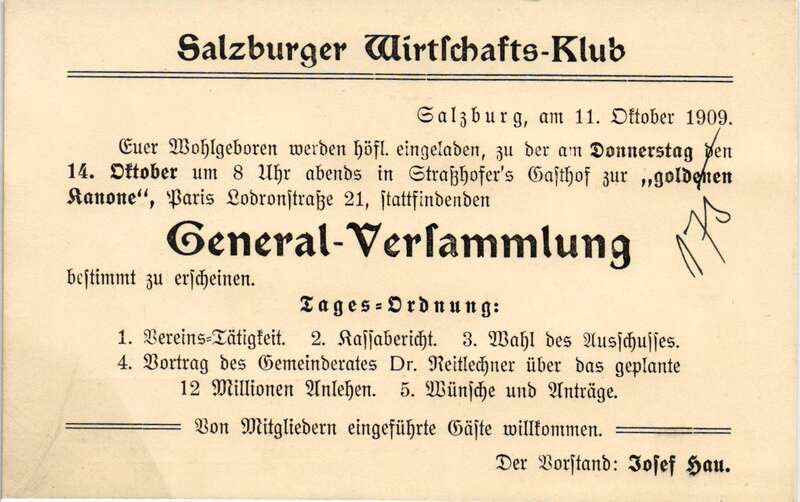 Salzburger Wirtschafts-Klub
Salzburg, am 11. Oktober 1909.
Euer Wohlgeboren werden höfl. eingeladen, zu der am Donnerstag den
14. Oktober um 8 Uhr abends in Straßhofer's Gasthof zur „goldenen
Kanone“, Paris Lodronstraße 21, stattfindenden
General-Versammlung
bestimmt zu erscheinen.
Tages-Ordnung:
1. Vereins-Tätigkeit. 2. Kassabericht. 3. Wahl des Ausschusses.
4. Vortrag des Gemeinderates Dr. Reitlechner über das geplante
12 Millionen Anlehen. 5. Wünsche und Anträge.
Von Mitgliedern eingeführte Gäste willkommen.
Der Vorstand: Josef Hau.